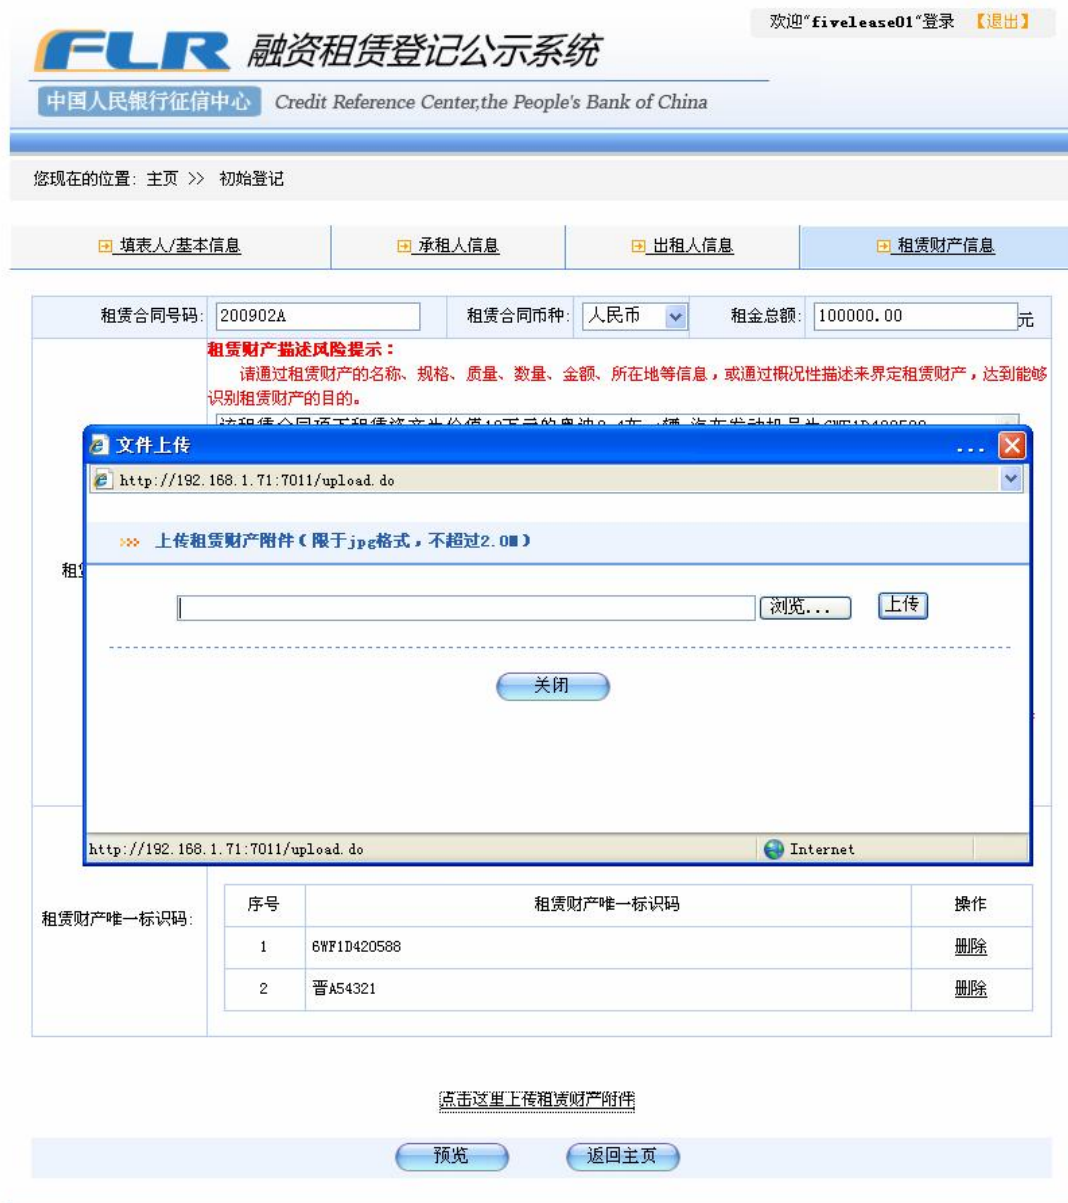 欢迎"fivelease01"登录 【退出】
FLR 融资租赁登记公示系统
中国人民银行征信中心 Credit Reference Center,the People's Bank of China
您现在的位置: 主页 >> 初始登记
填表人/基本信息 承租人信息 出租人信息 租赁财产信息
租赁合同号码: 200902A 租赁合同币种: 人民币 租金总额: 100000.00 元
租赁财产描述风险提示：
请通过租赁财产的名称、规格、质量、数量、金额、所在地等信息，或通过概况性描述来界定租赁财产，达到能够
识别租赁财产的目的。
文件上传 ...
http://192.168.1.71:7011/upload.do
>>> 上传租赁财产附件(限于jpg格式，不超过2.0M)
浏览... 上传
关闭
http://192.168.1.71:7011/upload.do Internet
租赁财产唯一标识码:
序号 租赁财产唯一标识码 操作
1 6WF1D420588 删除
2 晋A54321 删除
点击这里上传租赁财产附件
预览 返回主页